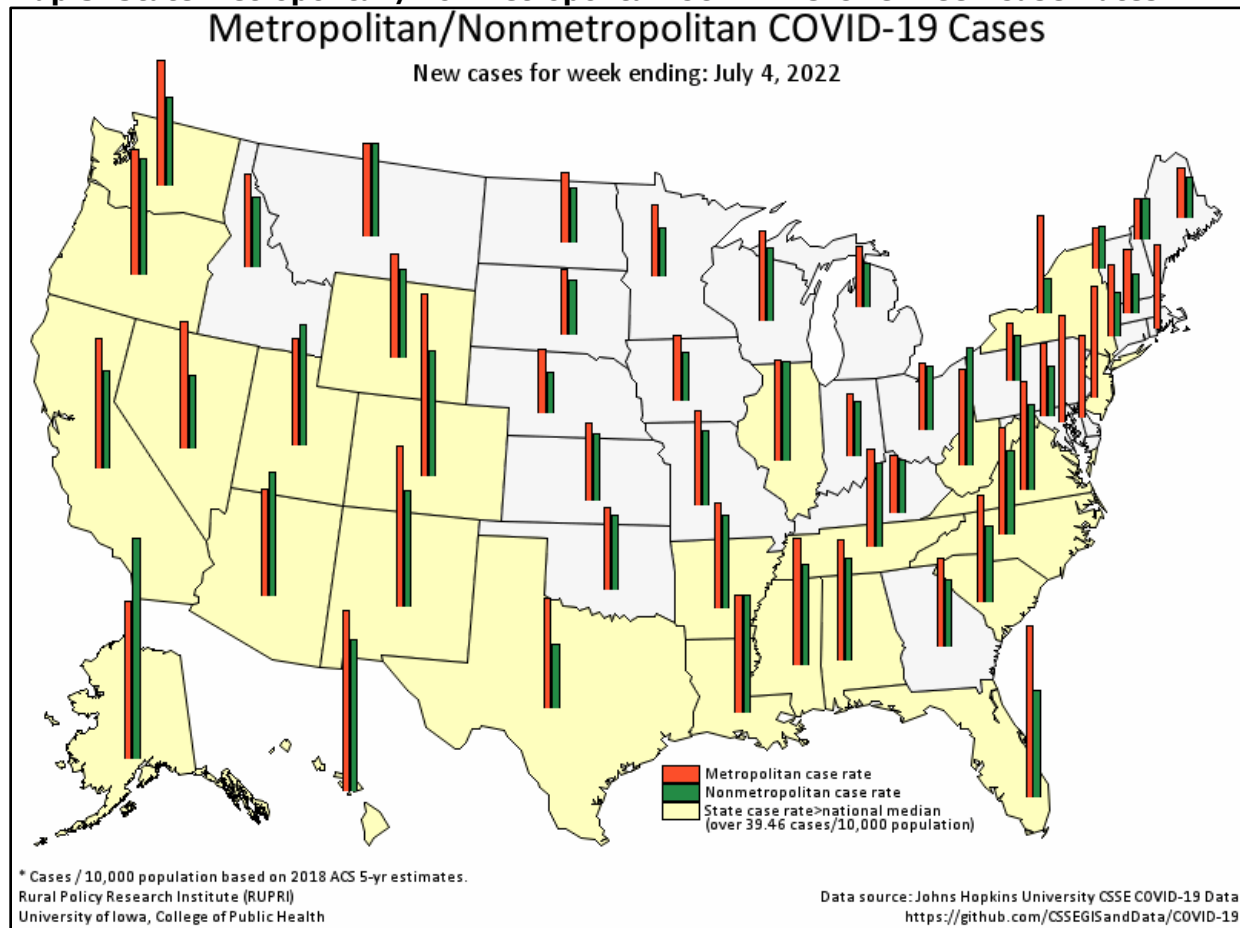 Metropolitan/Nonmetropolitan COVID-19 Cases
New cases for week ending: July 4, 2022
Metropolitan case rate
Nonmetropolitan case rate
State case rate>national median
(over 39.46 cases/10,000 population)
* Cases / 10,000 population based on 2018 ACS 5-yr estimates.
Rural Policy Research Institute (RUPRI)
University of Iowa, College of Public Health
Data source: Johns Hopkins University CSSE COVID-19 Data
https://github.com/CSSEGISandData/COVID-19